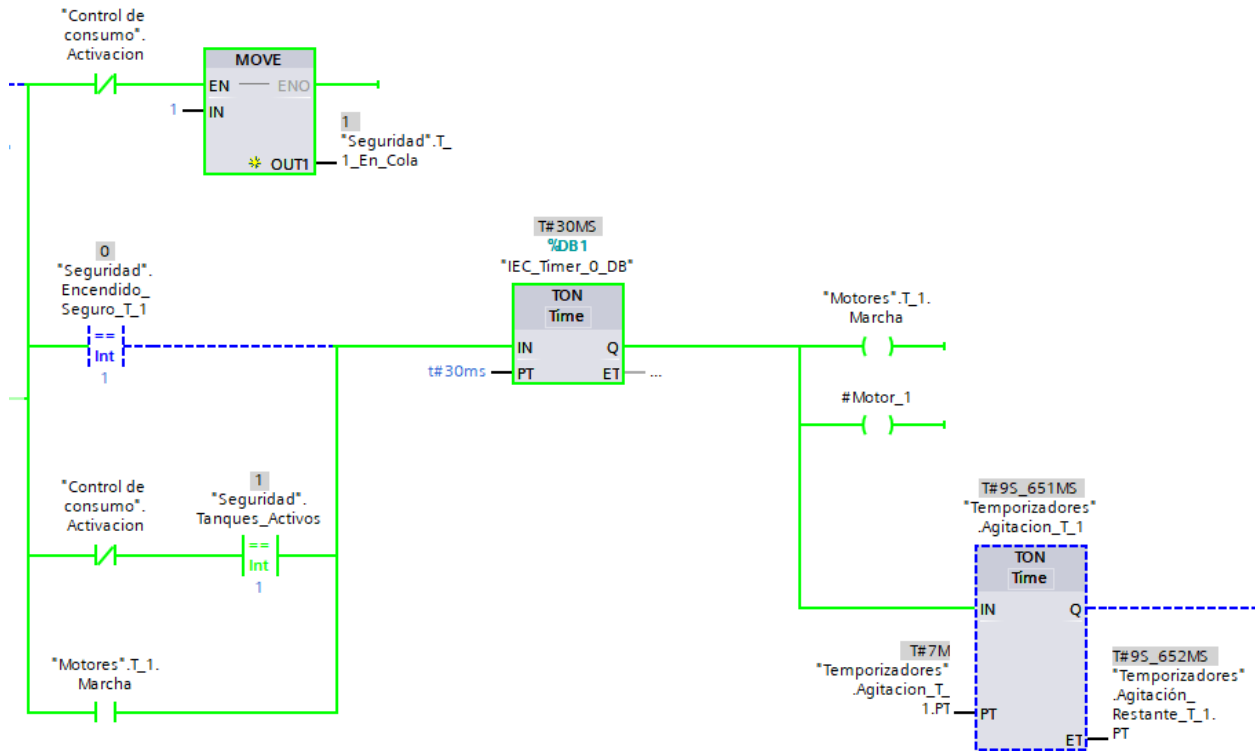 "Control de
consumo".
Activacion
MOVE
EN
ENO
1
IN
1
"Seguridad".T_
1_En_Cola
OUT1
T#30MS
%DB1
"IEC_Timer_0_DB"
TON
Time
IN
Q
t#30ms
PT
ET
...
0
"Seguridad".
Encendido_
Seguro_T_1
==
Int
1
"Motores".T_1.
Marcha
#Motor_1
"Control de
consumo".
Activacion
1
"Seguridad".
Tanques_Activos
==
Int
1
"Motores".T_1.
Marcha
T#9S_651MS
"Temporizadores"
.Agitacion_T_1
TON
Time
IN
Q
T#7M
"Temporizadores"
.Agitacion_T_
1.PT
PT
T#9S_652MS
"Temporizadores"
.Agitación_
Restante_T_1.
PT
ET